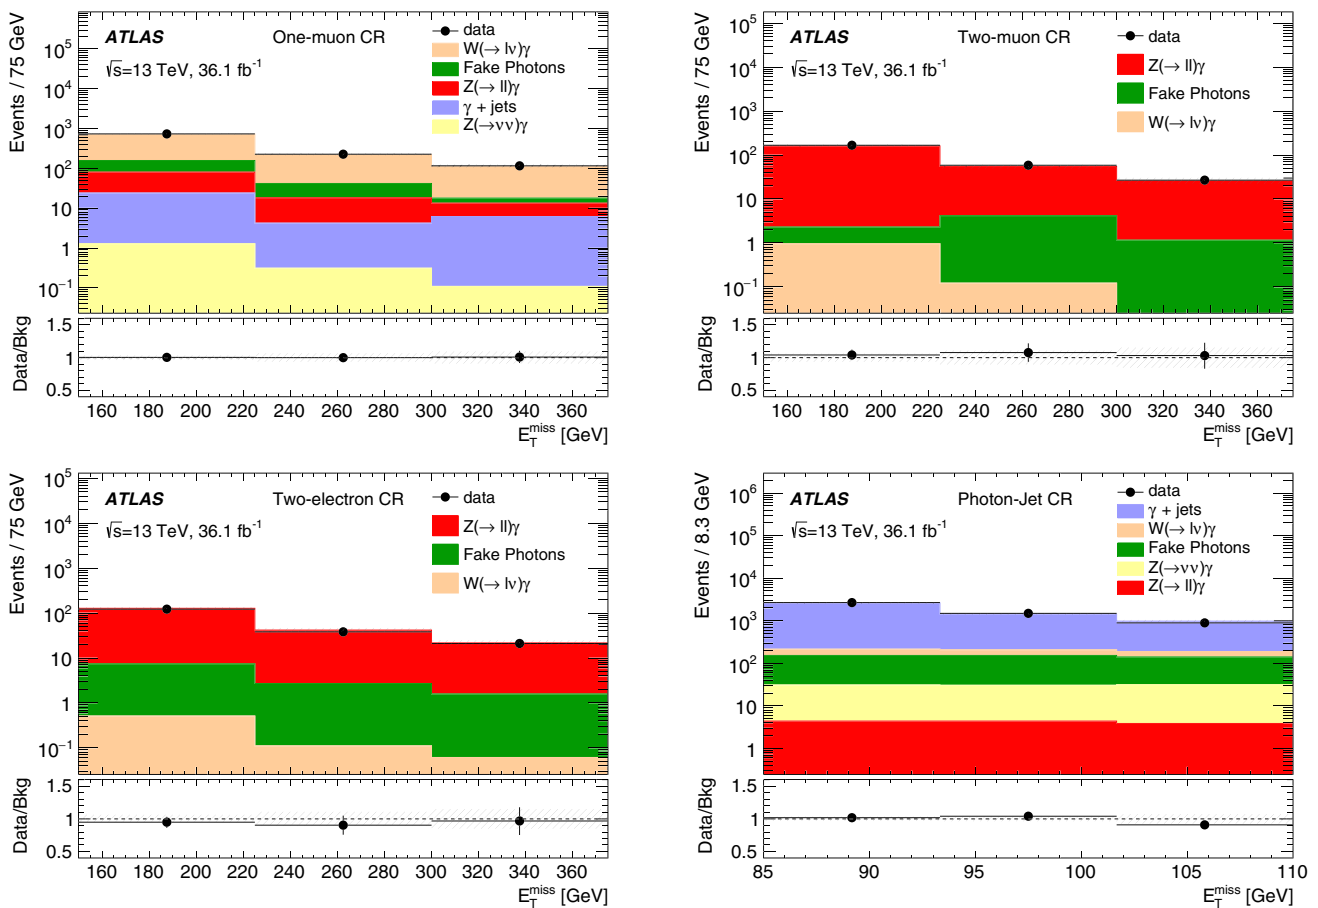 ATLAS
One-muon CR
√s=13 TeV, 36.1 fb⁻¹
data
W(→ lν)γ
Fake Photons
Z(→ ll)γ
γ + jets
Z(→νν)γ
Events / 75 GeV
10⁵
10⁴
10³
10²
10
1
10⁻¹
Data/Bkg
1.5
1
0.5
160 180 200 220 240 260 280 300 320 340 360
E_T^miss [GeV]
ATLAS
Two-muon CR
√s=13 TeV, 36.1 fb⁻¹
data
Z(→ ll)γ
Fake Photons
W(→ lν)γ
Events / 75 GeV
10⁵
10⁴
10³
10²
10
1
10⁻¹
Data/Bkg
1.5
1
0.5
160 180 200 220 240 260 280 300 320 340 360
E_T^miss [GeV]
ATLAS
Two-electron CR
√s=13 TeV, 36.1 fb⁻¹
data
Z(→ ll)γ
Fake Photons
W(→ lν)γ
Events / 75 GeV
10⁵
10⁴
10³
10²
10
1
10⁻¹
Data/Bkg
1.5
1
0.5
160 180 200 220 240 260 280 300 320 340 360
E_T^miss [GeV]
ATLAS
Photon-Jet CR
√s=13 TeV, 36.1 fb⁻¹
data
γ + jets
W(→ lν)γ
Fake Photons
Z(→νν)γ
Z(→ ll)γ
Events / 8.3 GeV
10⁶
10⁵
10⁴
10³
10²
10
1
Data/Bkg
1.5
1
0.5
85 90 95 100 105 110
E_T^miss [GeV]